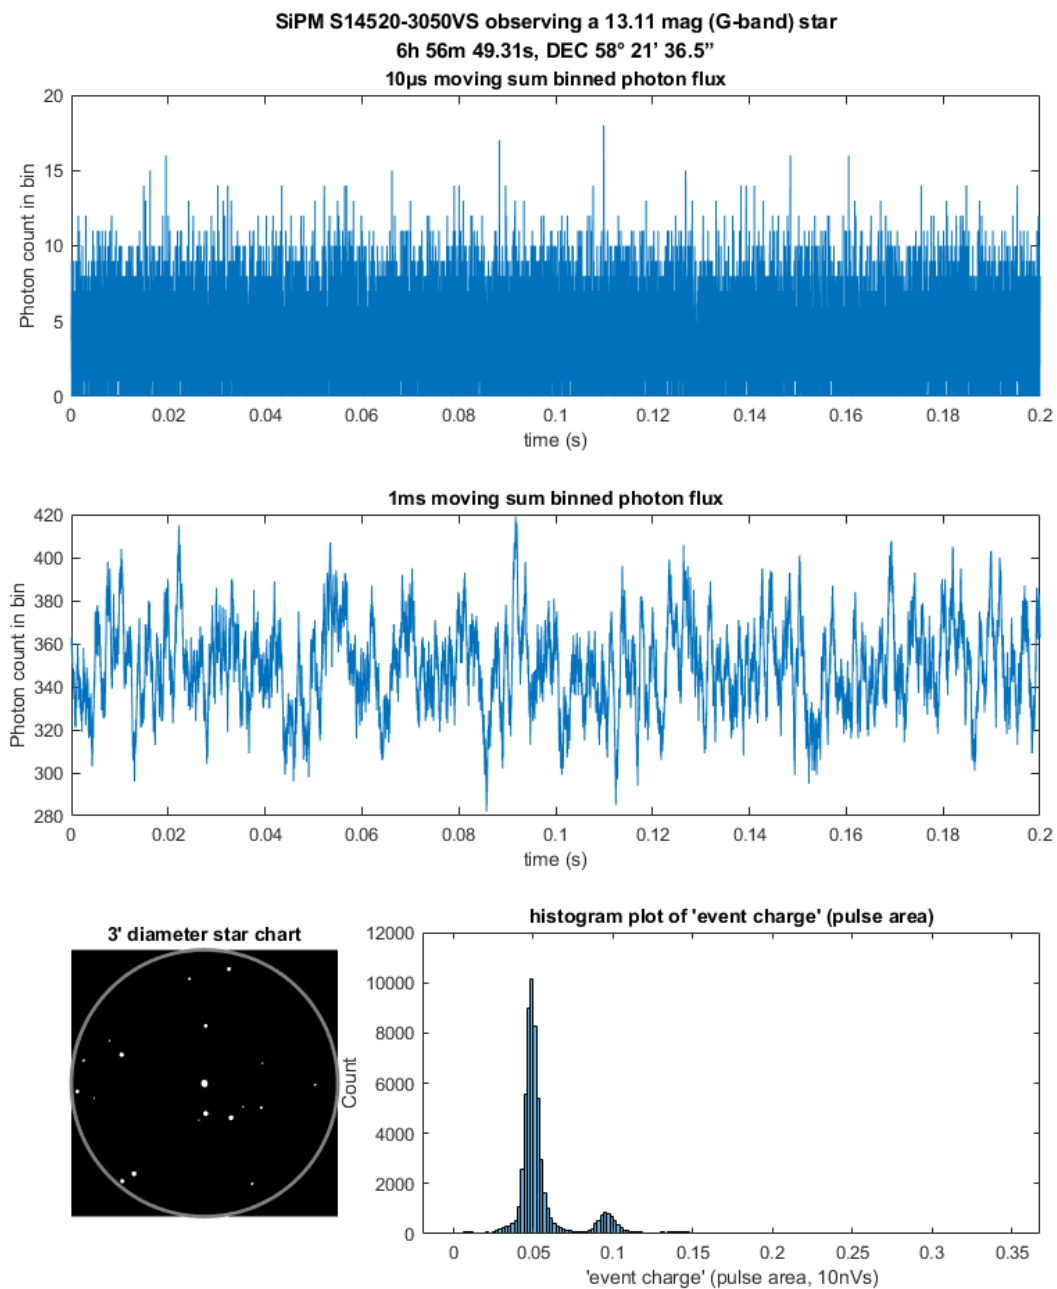 SiPM S14520-3050VS observing a 13.11 mag (G-band) star
6h 56m 49.31s, DEC 58° 21’ 36.5”
10µs moving sum binned photon flux
20
15
10
5
0
Photon count in bin
0 0.02 0.04 0.06 0.08 0.1 0.12 0.14 0.16 0.18 0.2
time (s)
1ms moving sum binned photon flux
420
400
380
360
340
320
300
280
Photon count in bin
0 0.02 0.04 0.06 0.08 0.1 0.12 0.14 0.16 0.18 0.2
time (s)
3' diameter star chart
histogram plot of 'event charge' (pulse area)
12000
10000
8000
6000
4000
2000
0
Count
0 0.05 0.1 0.15 0.2 0.25 0.3 0.35
'event charge' (pulse area, 10nVs)